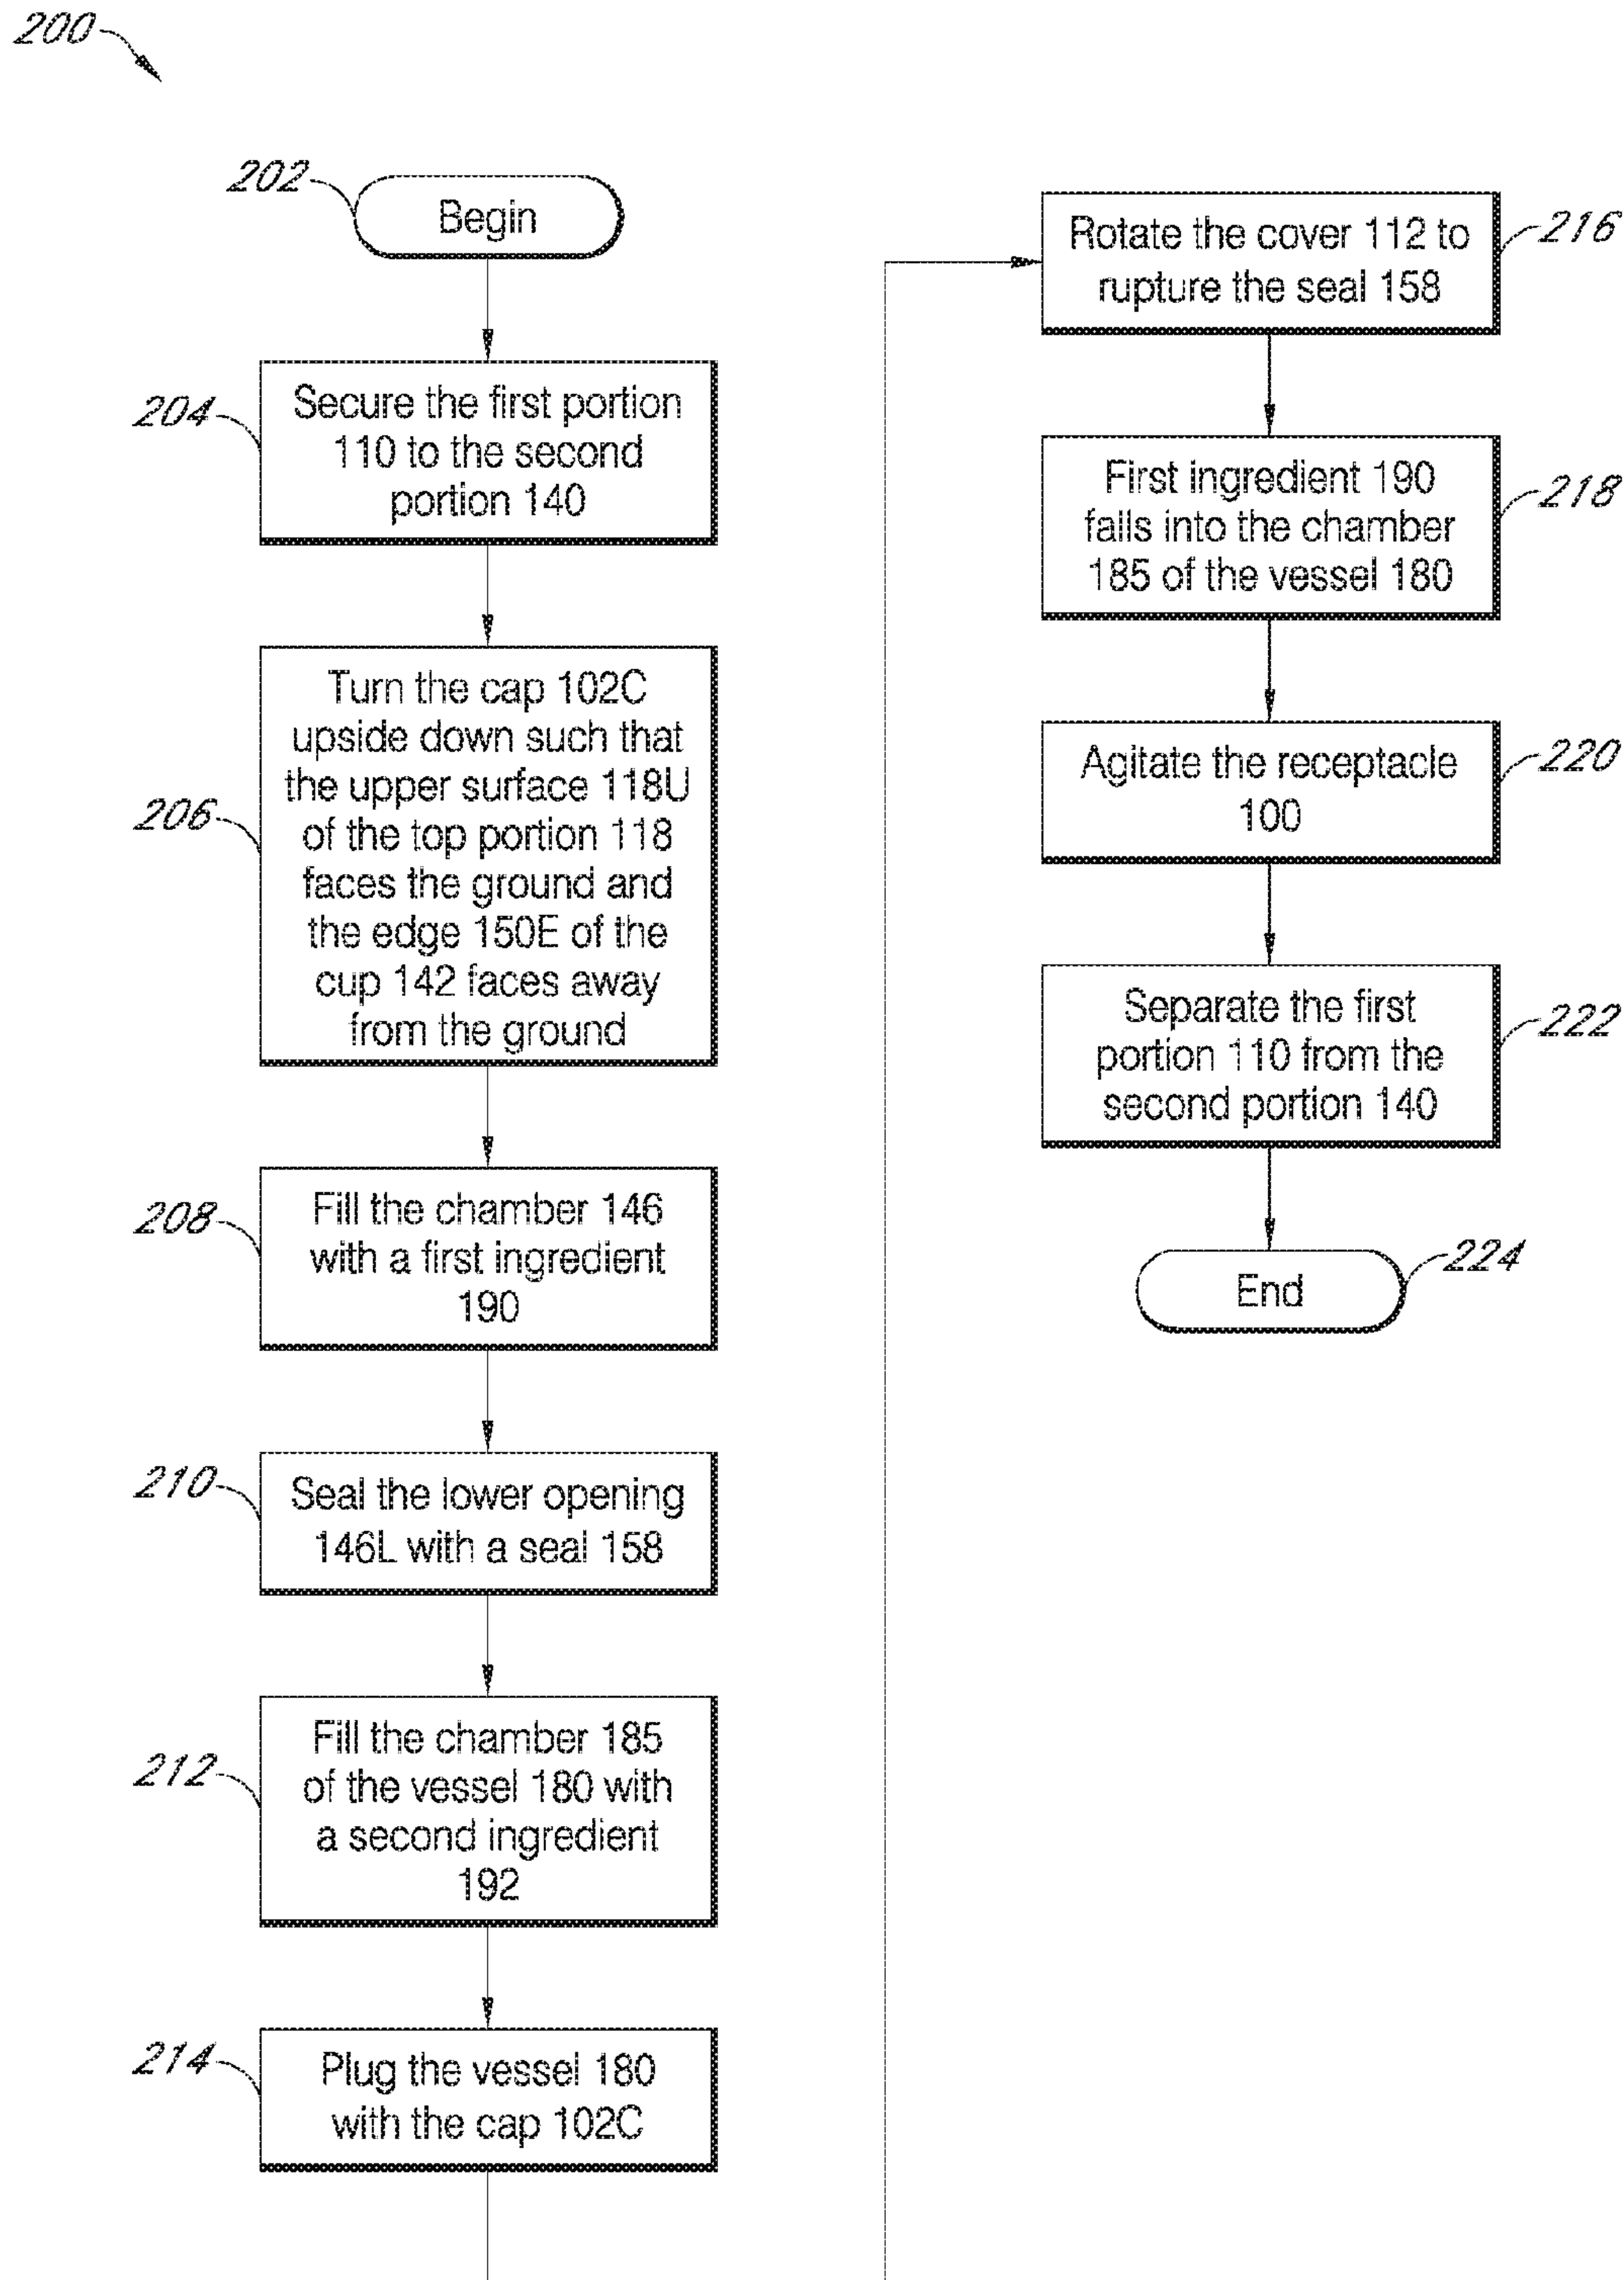 200
202
Begin
204
Secure the first portion
110 to the second
portion 140
206
Turn the cap 102C
upside down such that
the upper surface 118U
of the top portion 118
faces the ground and
the edge 150E of the
cup 142 faces away
from the ground
208
Fill the chamber 146
with a first ingredient
190
210
Seal the lower opening
146L with a seal 158
212
Fill the chamber 185
of the vessel 180 with
a second ingredient
192
214
Plug the vessel 180
with the cap 102C
Rotate the cover 112 to
rupture the seal 158
216
First ingredient 190
falls into the chamber
185 of the vessel 180
218
Agitate the receptacle
100
220
Separate the first
portion 110 from the
second portion 140
222
End
224